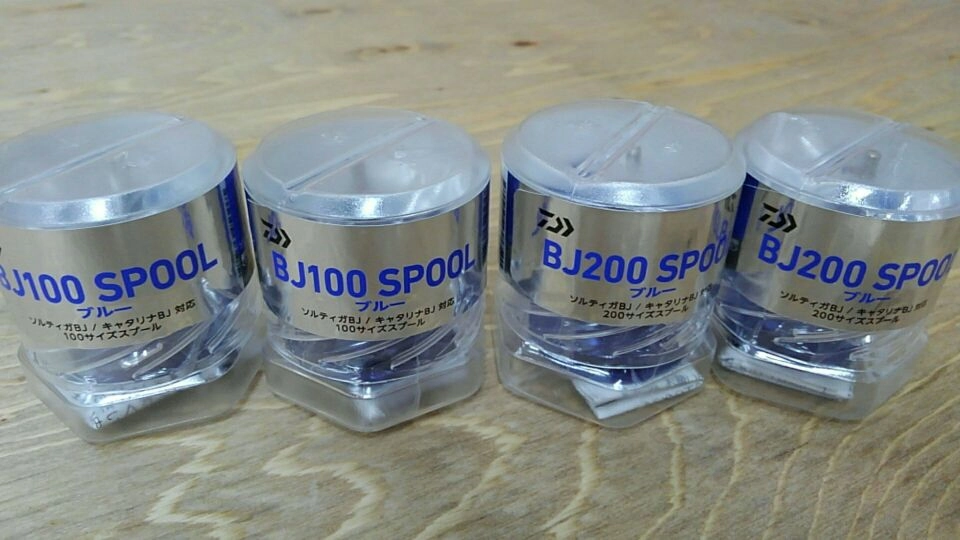 BJ100 SPOOL
ブルー
ソルティガBJ / キャタリナBJ 対応
100サイズスプール
BJ100 SPOOL
ブルー
ソルティガBJ / キャタリナBJ 対応
100サイズスプール
BJ200 SPOO
ブルー
ソルティガBJ / キャタリナBJ
200サイズスプール
BJ200 SPOO
ブルー
ソルティガBJ / キャタリナBJ 対応
200サイズスプール